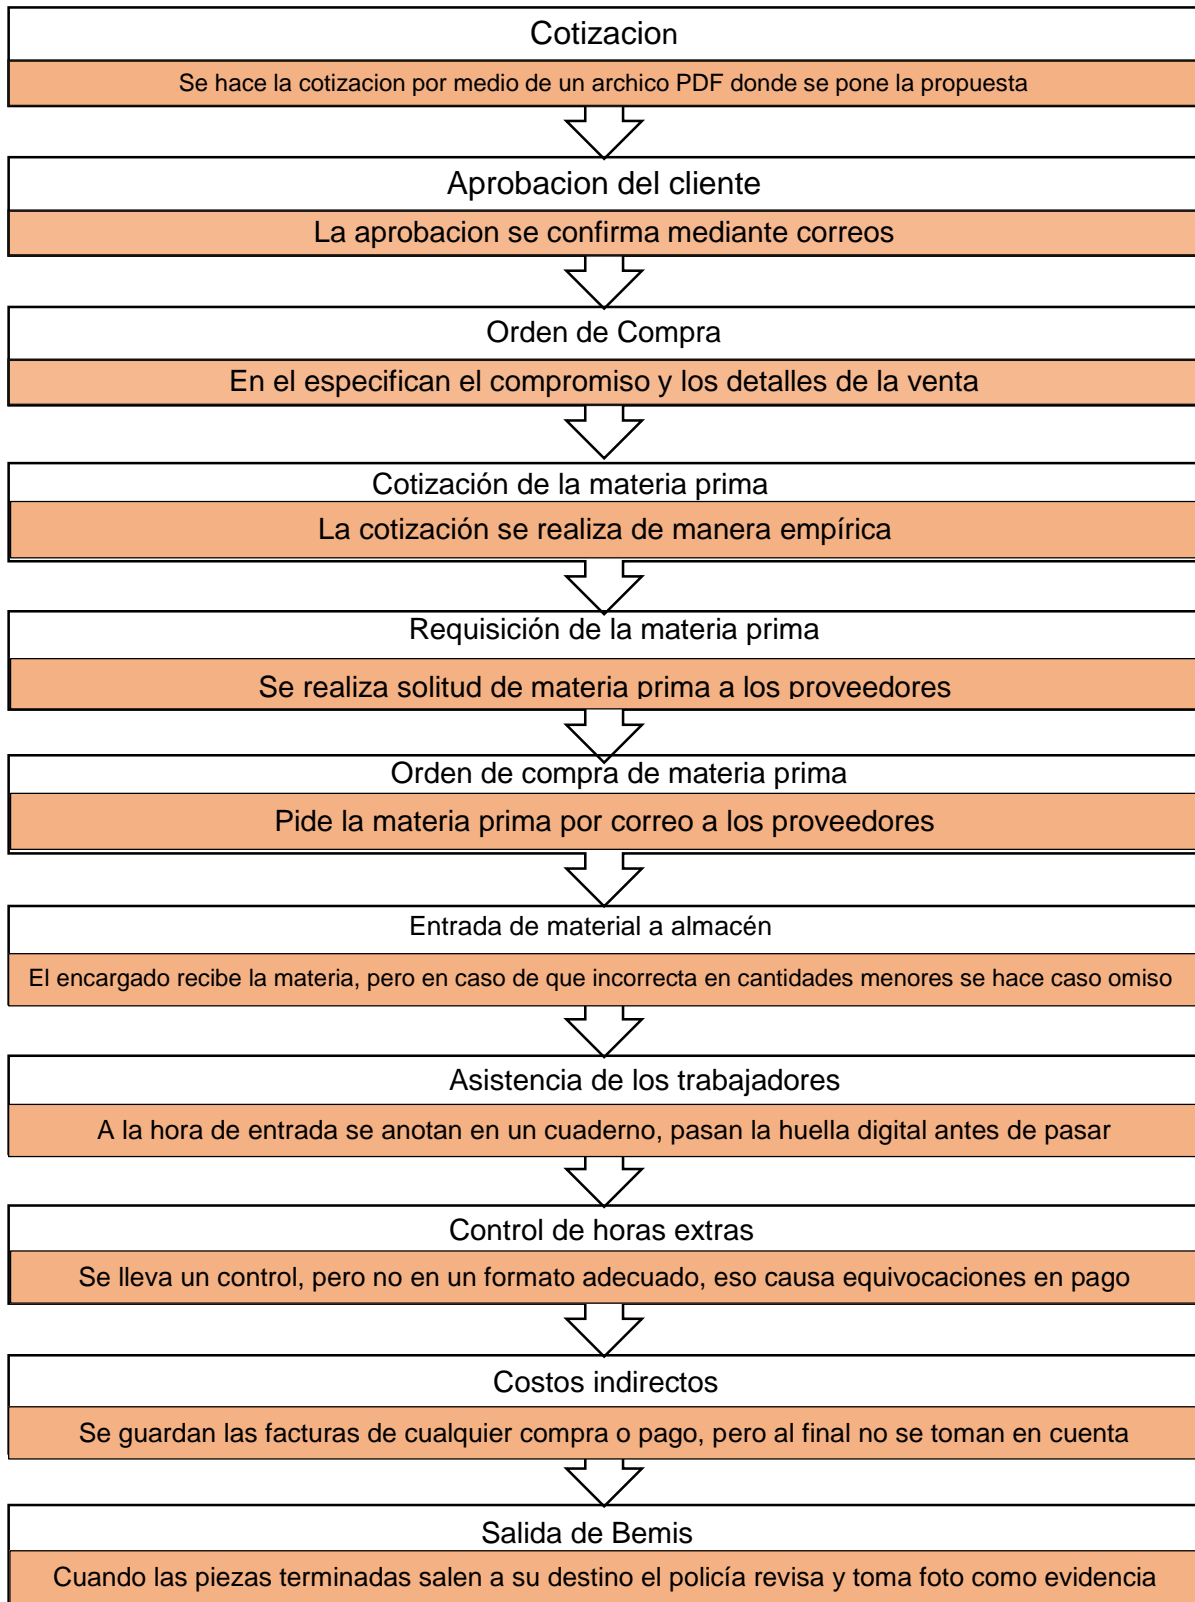 Cotizacion
Se hace la cotizacion por medio de un archico PDF donde se pone la propuesta
Aprobacion del cliente
La aprobacion se confirma mediante correos
Orden de Compra
En el especifican el compromiso y los detalles de la venta
Cotización de la materia prima
La cotización se realiza de manera empírica
Requisición de la materia prima
Se realiza solitud de materia prima a los proveedores
Orden de compra de materia prima
Pide la materia prima por correo a los proveedores
Entrada de material a almacén
El encargado recibe la materia, pero en caso de que incorrecta en cantidades menores se hace caso omiso
Asistencia de los trabajadores
A la hora de entrada se anotan en un cuaderno, pasan la huella digital antes de pasar
Control de horas extras
Se lleva un control, pero no en un formato adecuado, eso causa equivocaciones en pago
Costos indirectos
Se guardan las facturas de cualquier compra o pago, pero al final no se toman en cuenta
Salida de Bemis
Cuando las piezas terminadas salen a su destino el policía revisa y toma foto como evidencia